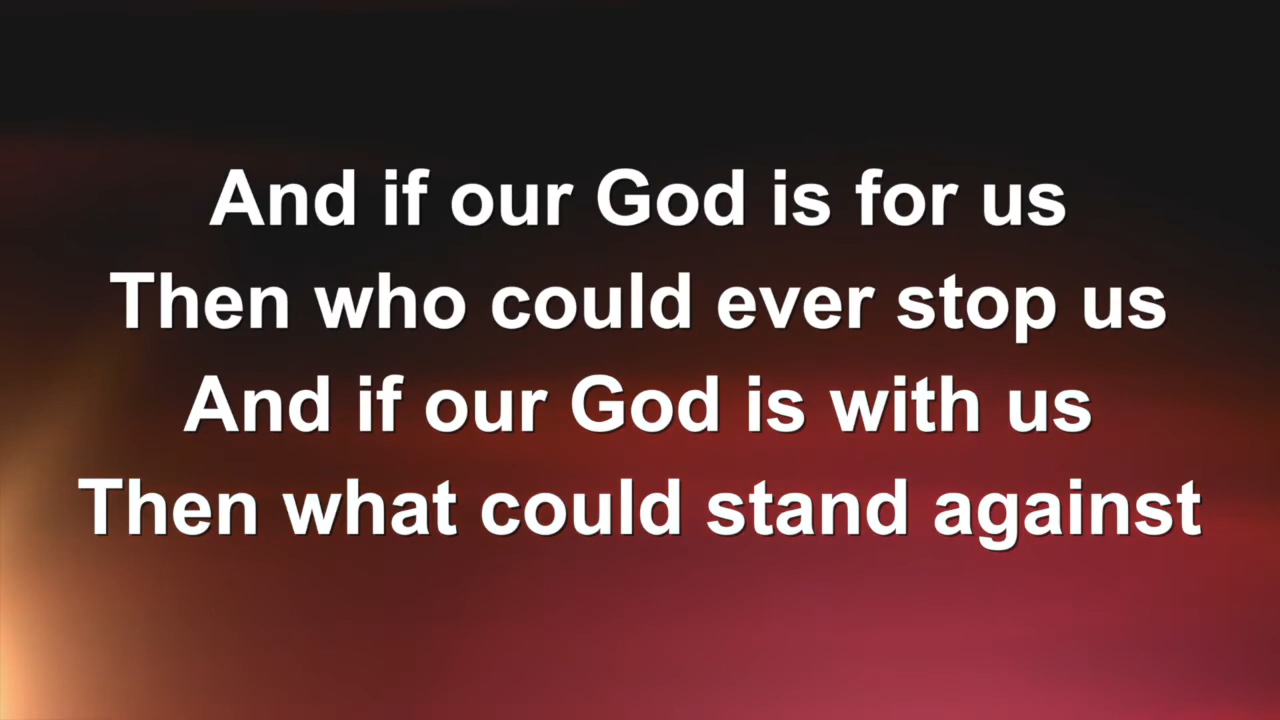 And if our God is for us
Then who could ever stop us
And if our God is with us
Then what could stand against